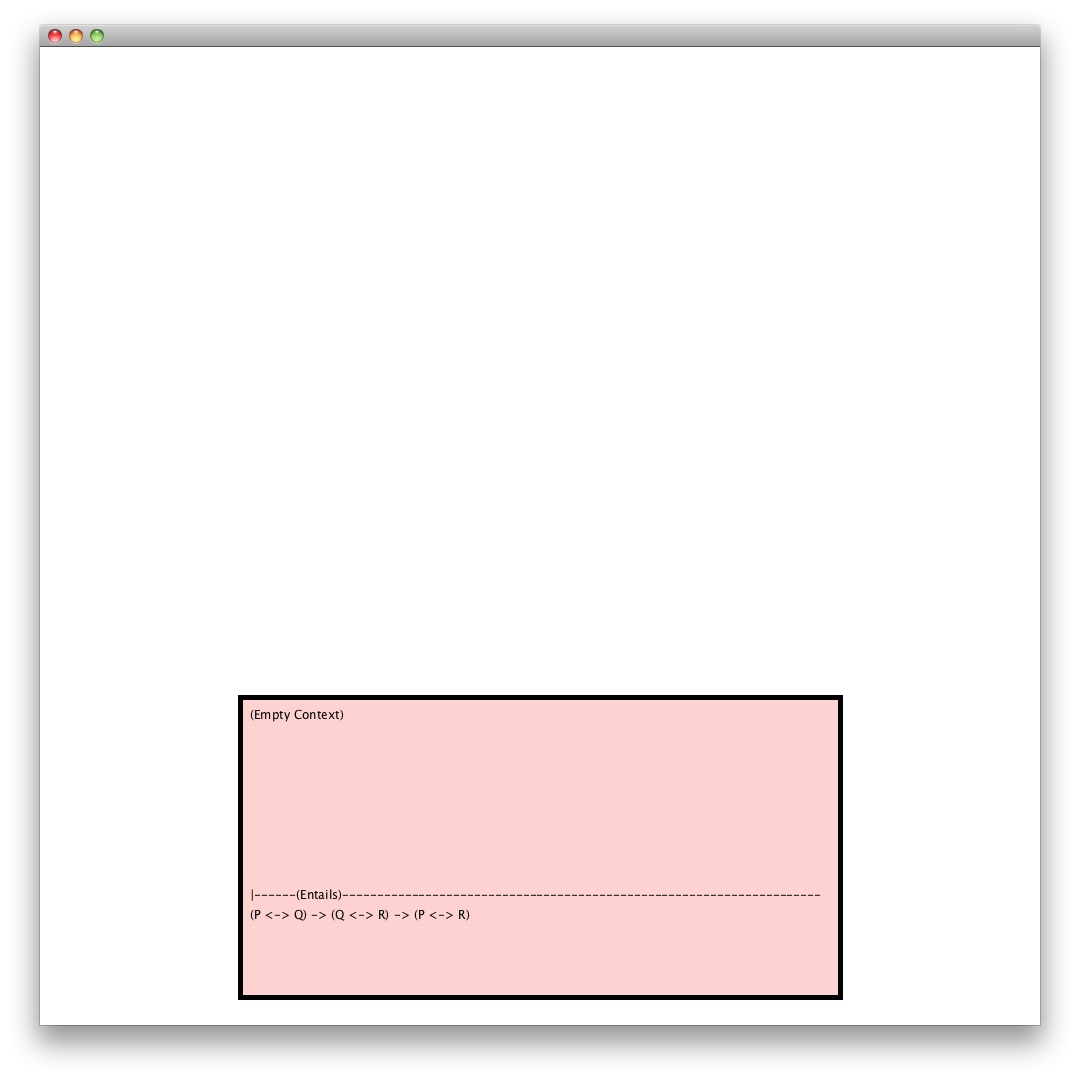 (Empty Context)
|------(Entails)---------------------------------------------------------------------
(P <-> Q) -> (Q <-> R) -> (P <-> R)